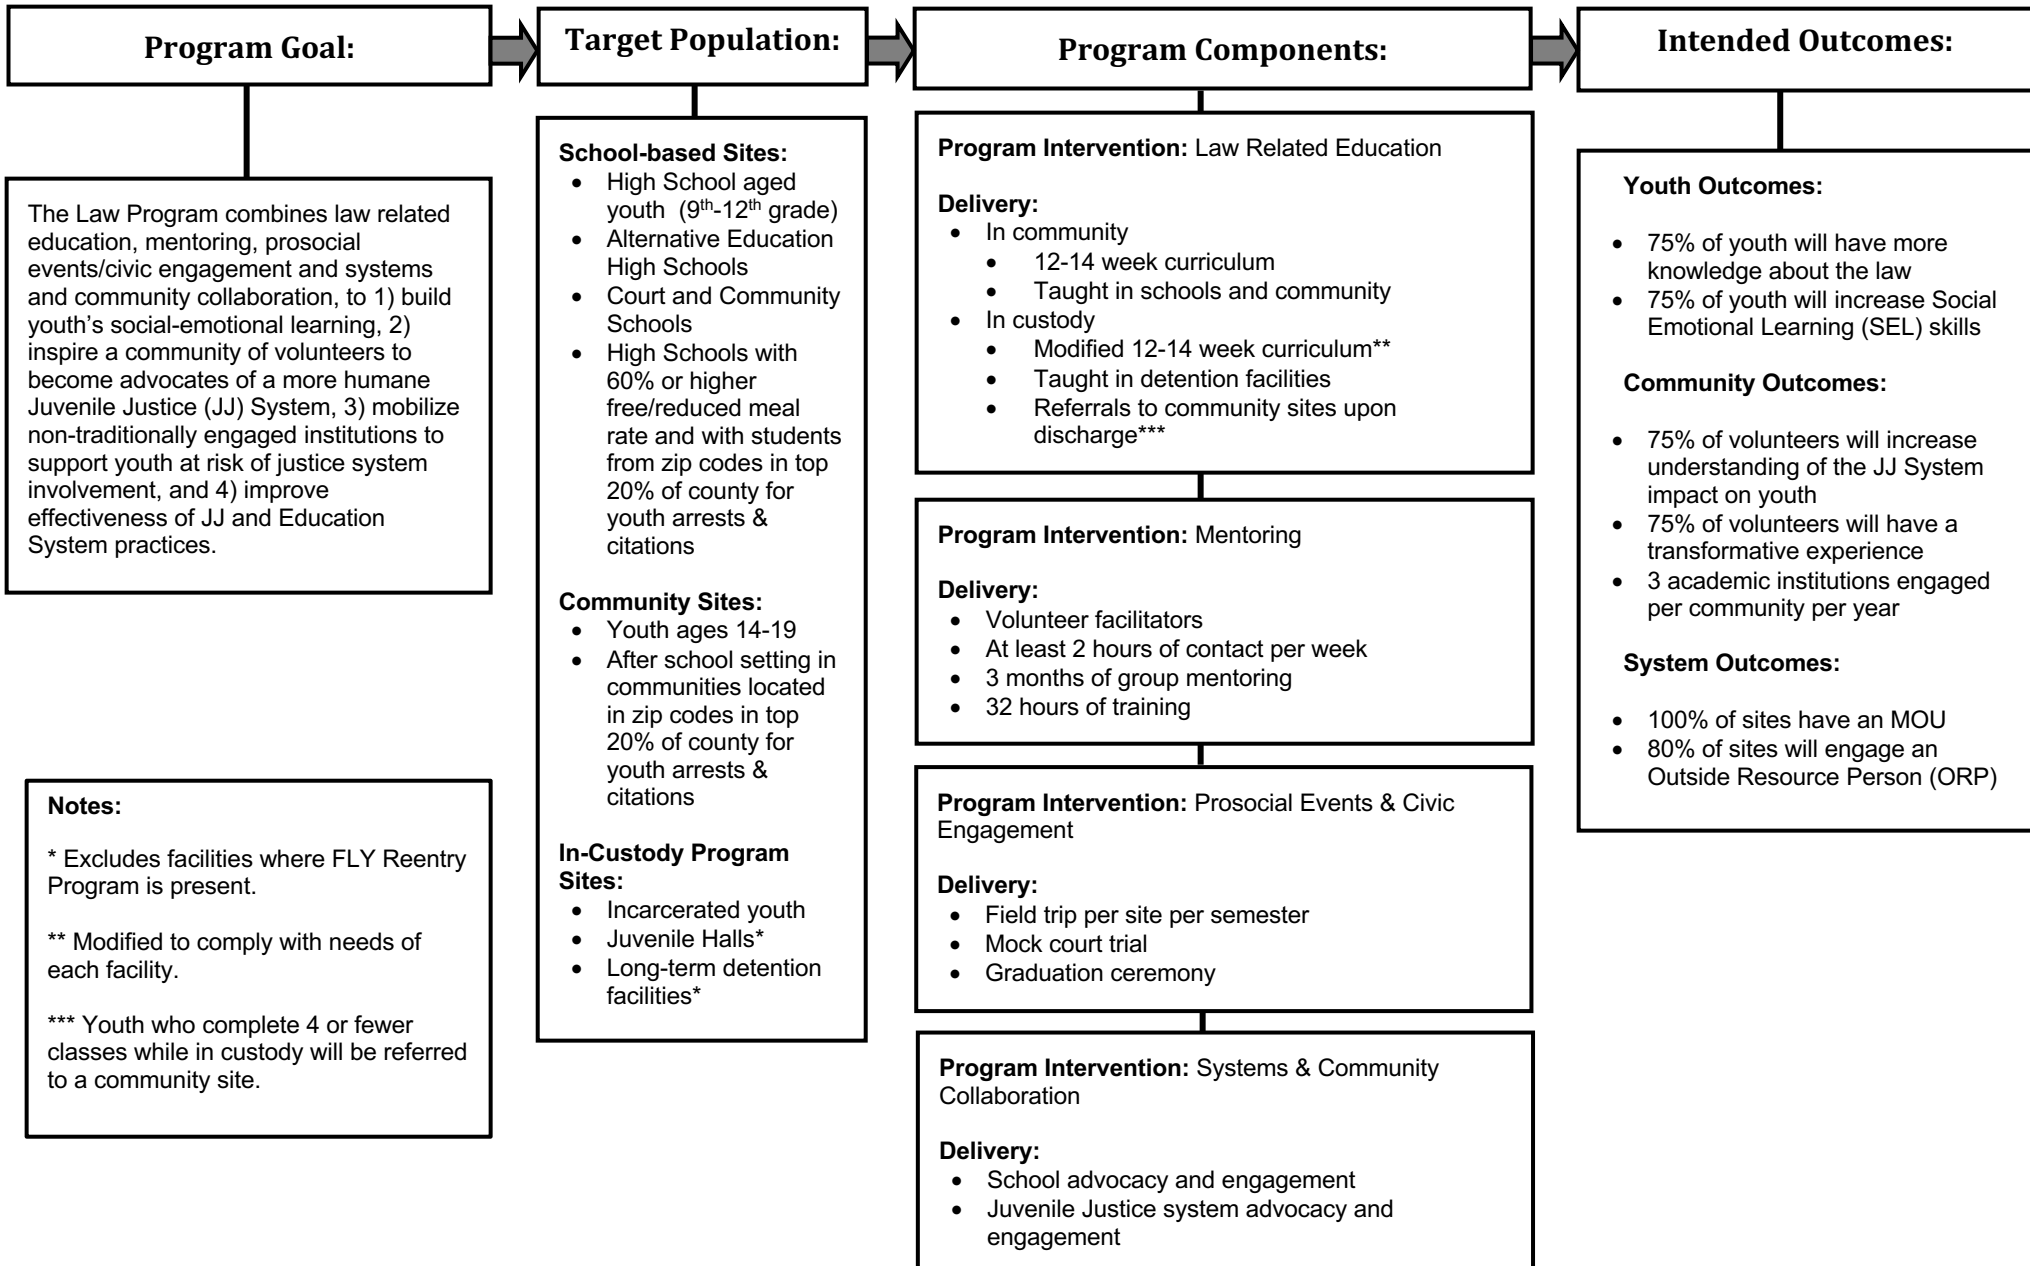 Program Goal:
The Law Program combines law related
education, mentoring, prosocial
events/civic engagement and systems
and community collaboration, to 1) build
youth’s social-emotional learning, 2)
inspire a community of volunteers to
become advocates of a more humane
Juvenile Justice (JJ) System, 3) mobilize
non-traditionally engaged institutions to
support youth at risk of justice system
involvement, and 4) improve
effectiveness of JJ and Education
System practices.
Notes:
* Excludes facilities where FLY Reentry
Program is present.
** Modified to comply with needs of
each facility.
*** Youth who complete 4 or fewer
classes while in custody will be referred
to a community site.
Target Population:
School-based Sites:
• High School aged
youth (9th-12th grade)
• Alternative Education
High Schools
• Court and Community
Schools
• High Schools with
60% or higher
free/reduced meal
rate and with students
from zip codes in top
20% of county for
youth arrests &
citations
Community Sites:
• Youth ages 14-19
• After school setting in
communities located
in zip codes in top
20% of county for
youth arrests &
citations
In-Custody Program
Sites:
• Incarcerated youth
• Juvenile Halls*
• Long-term detention
facilities*
Program Components:
Program Intervention: Law Related Education
Delivery:
• In community
• 12-14 week curriculum
• Taught in schools and community
• In custody
• Modified 12-14 week curriculum**
• Taught in detention facilities
• Referrals to community sites upon
discharge***
Program Intervention: Mentoring
Delivery:
• Volunteer facilitators
• At least 2 hours of contact per week
• 3 months of group mentoring
• 32 hours of training
Program Intervention: Prosocial Events & Civic
Engagement
Delivery:
• Field trip per site per semester
• Mock court trial
• Graduation ceremony
Program Intervention: Systems & Community
Collaboration
Delivery:
• School advocacy and engagement
• Juvenile Justice system advocacy and
engagement
Intended Outcomes:
Youth Outcomes:
• 75% of youth will have more
knowledge about the law
• 75% of youth will increase Social
Emotional Learning (SEL) skills
Community Outcomes:
• 75% of volunteers will increase
understanding of the JJ System
impact on youth
• 75% of volunteers will have a
transformative experience
• 3 academic institutions engaged
per community per year
System Outcomes:
• 100% of sites have an MOU
• 80% of sites will engage an
Outside Resource Person (ORP)